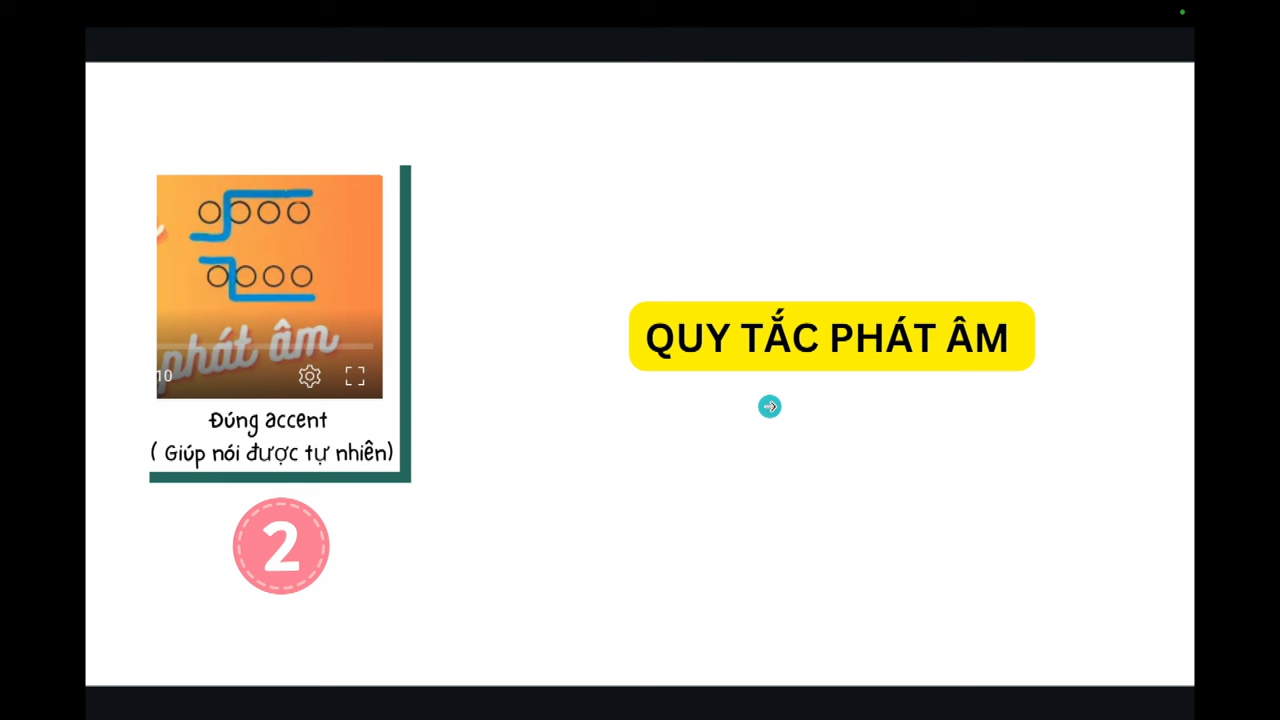 phát âm
10
Đúng accent
( Giúp nói được tự nhiên)
2
QUY TẮC PHÁT ÂM